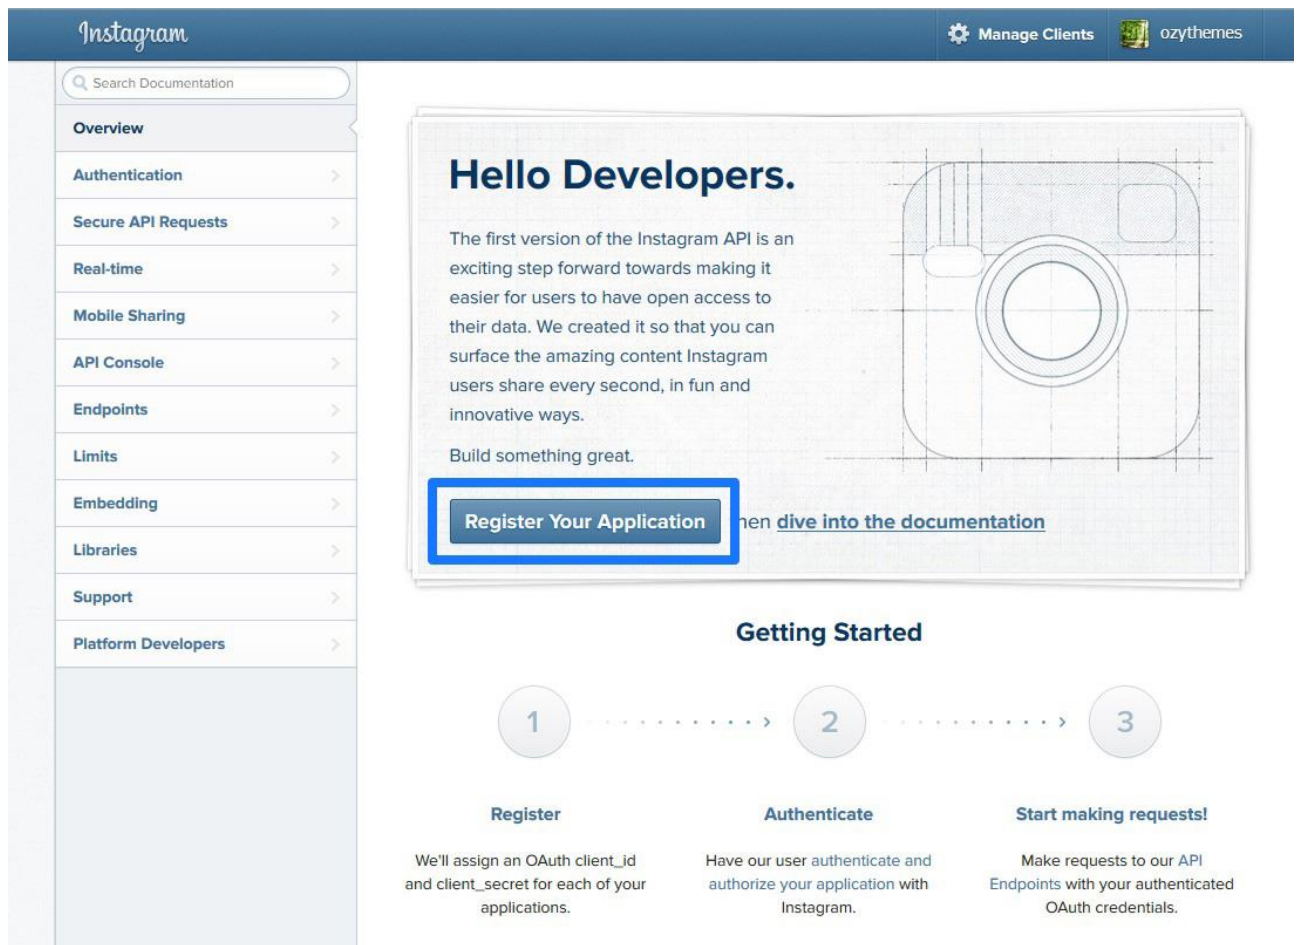 Instagram
Manage Clients
ozythemes
Search Documentation
Overview
Authentication
Secure API Requests
Real-time
Mobile Sharing
API Console
Endpoints
Limits
Embedding
Libraries
Support
Platform Developers
Hello Developers.
The first version of the Instagram API is an
exciting step forward towards making it
easier for users to have open access to
their data. We created it so that you can
surface the amazing content Instagram
users share every second, in fun and
innovative ways.
Build something great.
Register Your Application
hen dive into the documentation
Getting Started
1
2
3
Register
We'll assign an OAuth client_id
and client_secret for each of your
applications.
Authenticate
Have our user authenticate and
authorize your application with
Instagram.
Start making requests!
Make requests to our API
Endpoints with your authenticated
OAuth credentials.